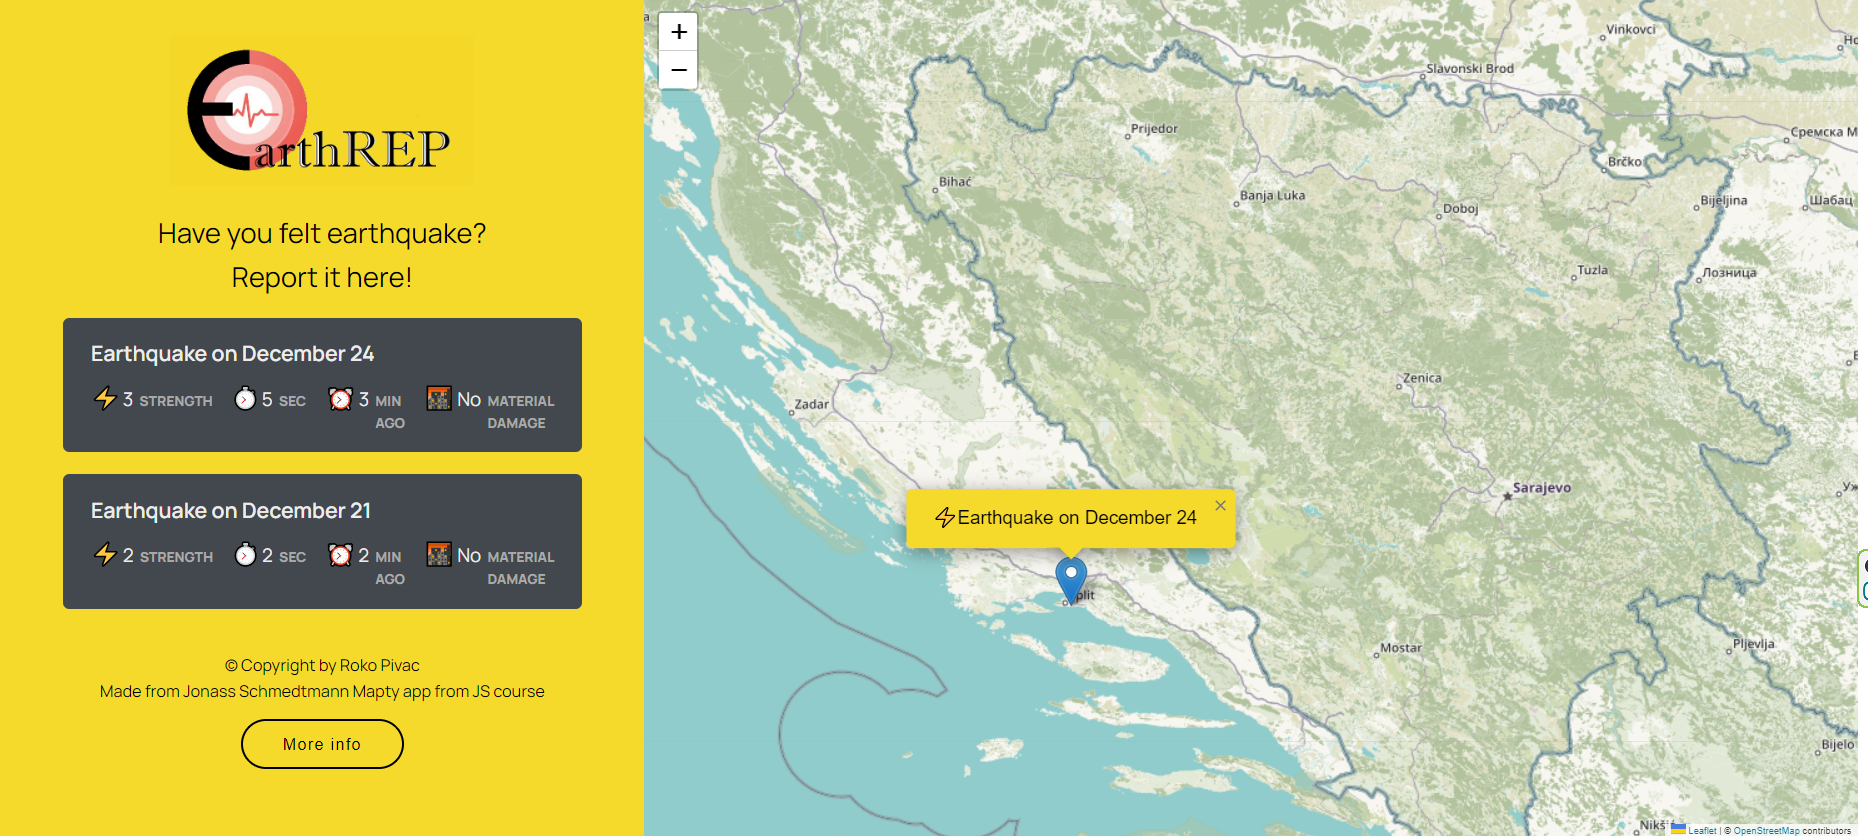 EarthREP
Have you felt earthquake?
Report it here!
Earthquake on December 24
3 STRENGTH 5 SEC 3 MIN AGO No MATERIAL DAMAGE
Earthquake on December 21
2 STRENGTH 2 SEC 2 MIN AGO No MATERIAL DAMAGE
© Copyright by Roko Pivac
Made from Jonass Schmedtmann Mapty app from JS course
More info
+
−
Vinkovci
Slavonski Brod
Prijedor
Сремска М
Brčko
Bihać
Banja Luka
Doboj
Bijeljina
Шабац
Tuzla
Лозница
Zenica
Zadar
Sarajevo
Earthquake on December 24
×
plit
Mostar
Pljevlja
Bijelo
Nikš
Leaflet | © OpenStreetMap contributors